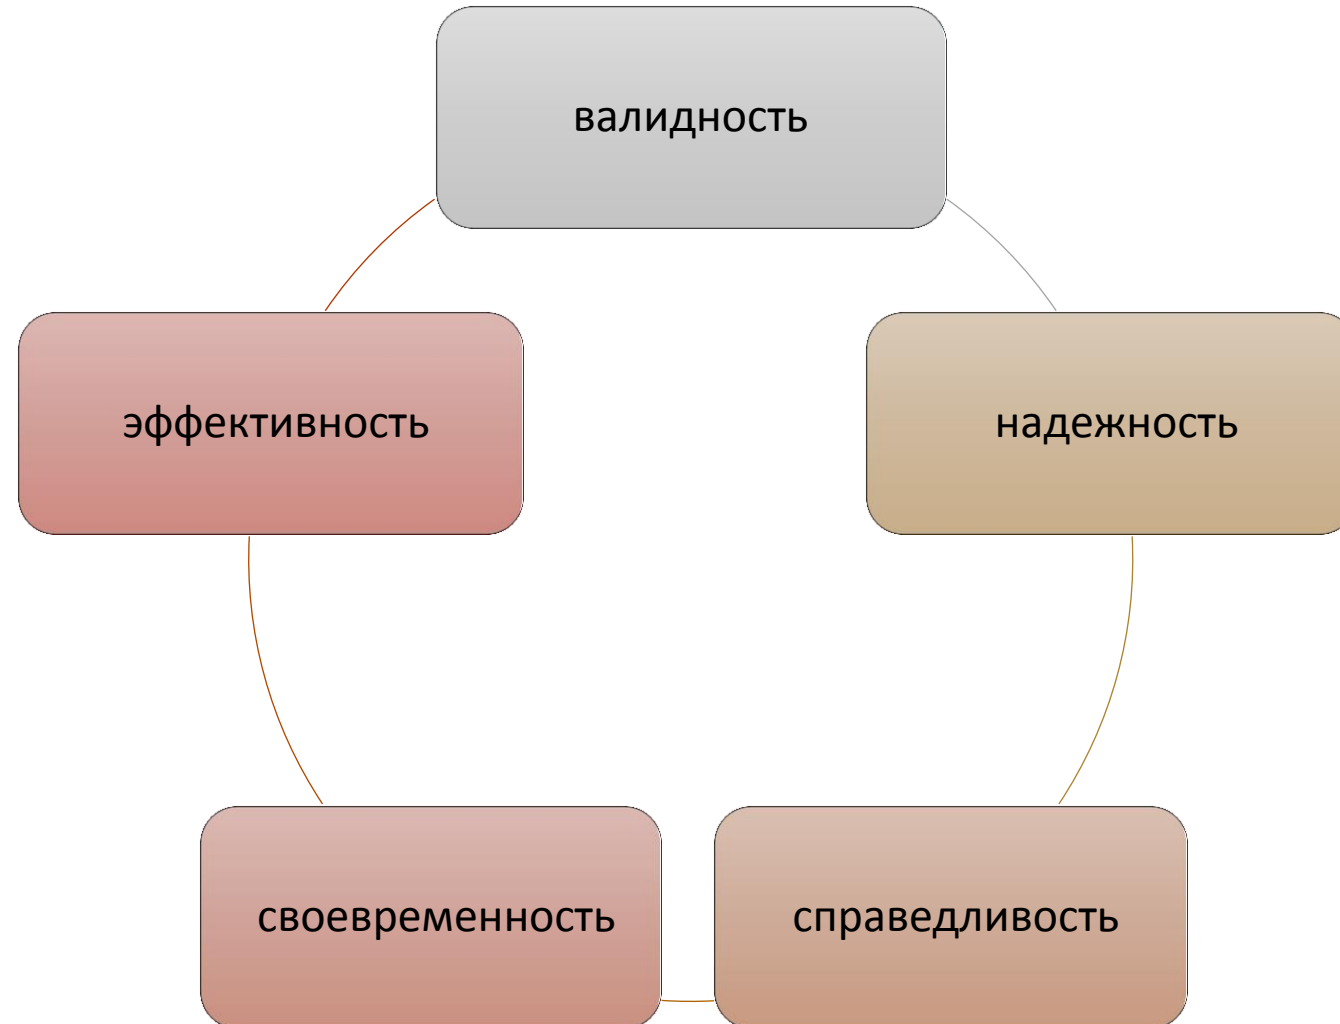 валидность
эффективность
надежность
своевременность
справедливость